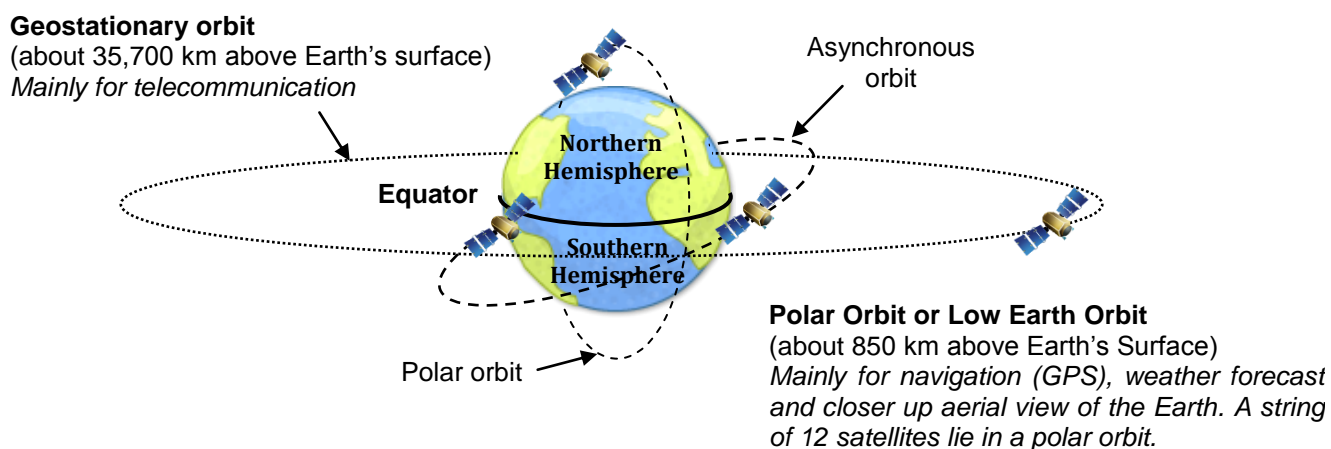 Geostationary orbit
(about 35,700 km above Earth's surface)
Mainly for telecommunication
Asynchronous
orbit
Northern
Hemisphere
Equator
Southern
Hemisphere
Polar orbit
Polar Orbit or Low Earth Orbit
(about 850 km above Earth's Surface)
Mainly for navigation (GPS), weather forecast
and closer up aerial view of the Earth. A string
of 12 satellites lie in a polar orbit.